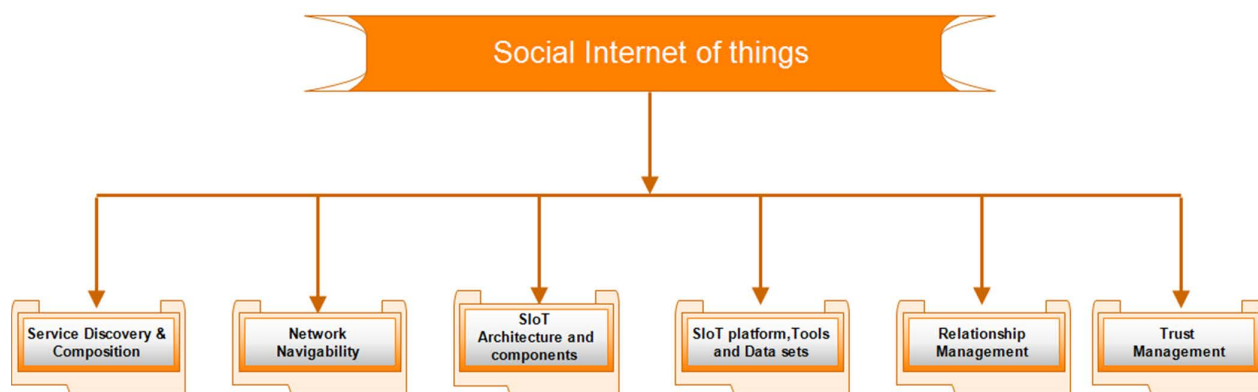 Social Internet of things
Service Discovery &
Composition
Network
Navigability
SIoT
Architecture and
components
SIoT platform,Tools
and Data sets
Relationship
Management
Trust
Management